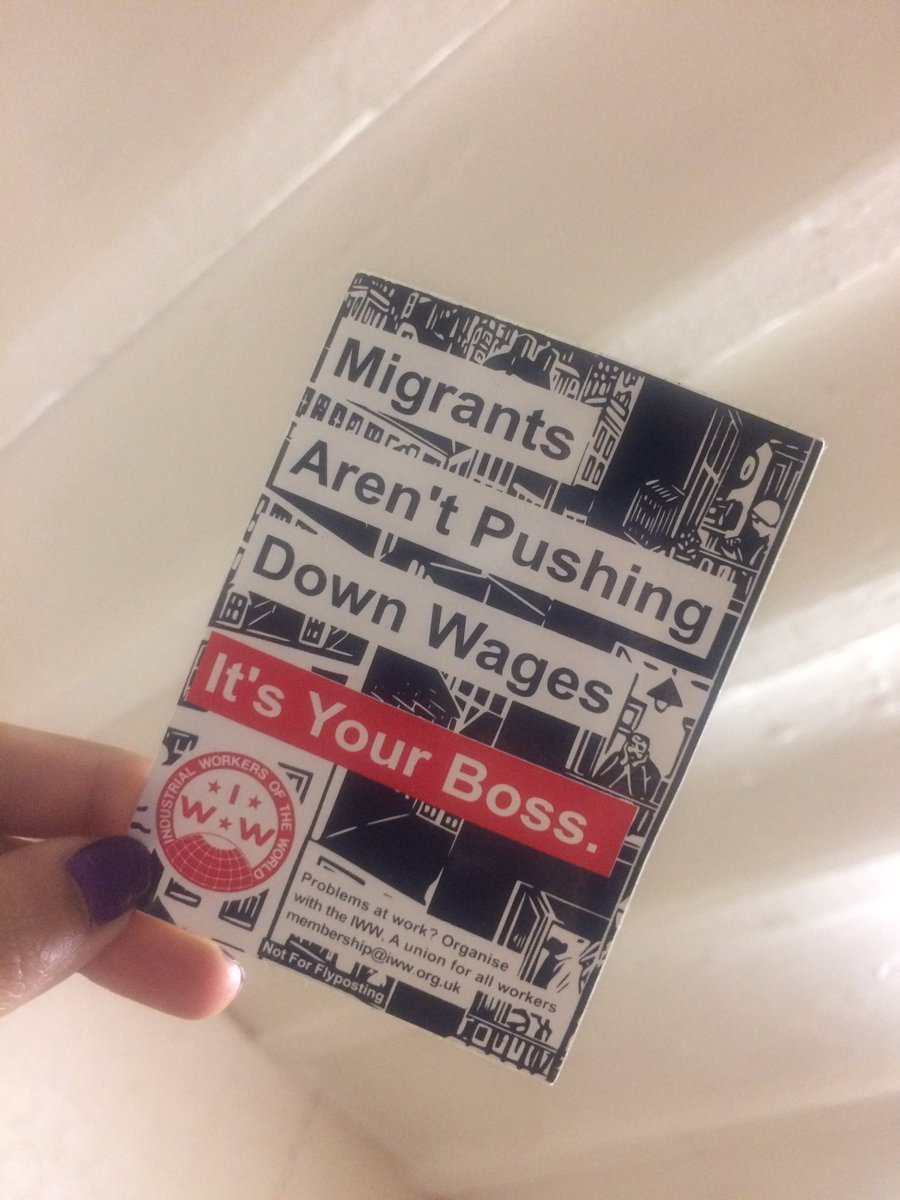 Migrants
Aren't Pushing
Down Wages
It's Your Boss.
INDUSTRIAL WORKERS OF THE WORLD
I
W W
Problems at work? Organise
with the IWW. A union for all workers
membership@iww.org.uk
Not For Flyposting